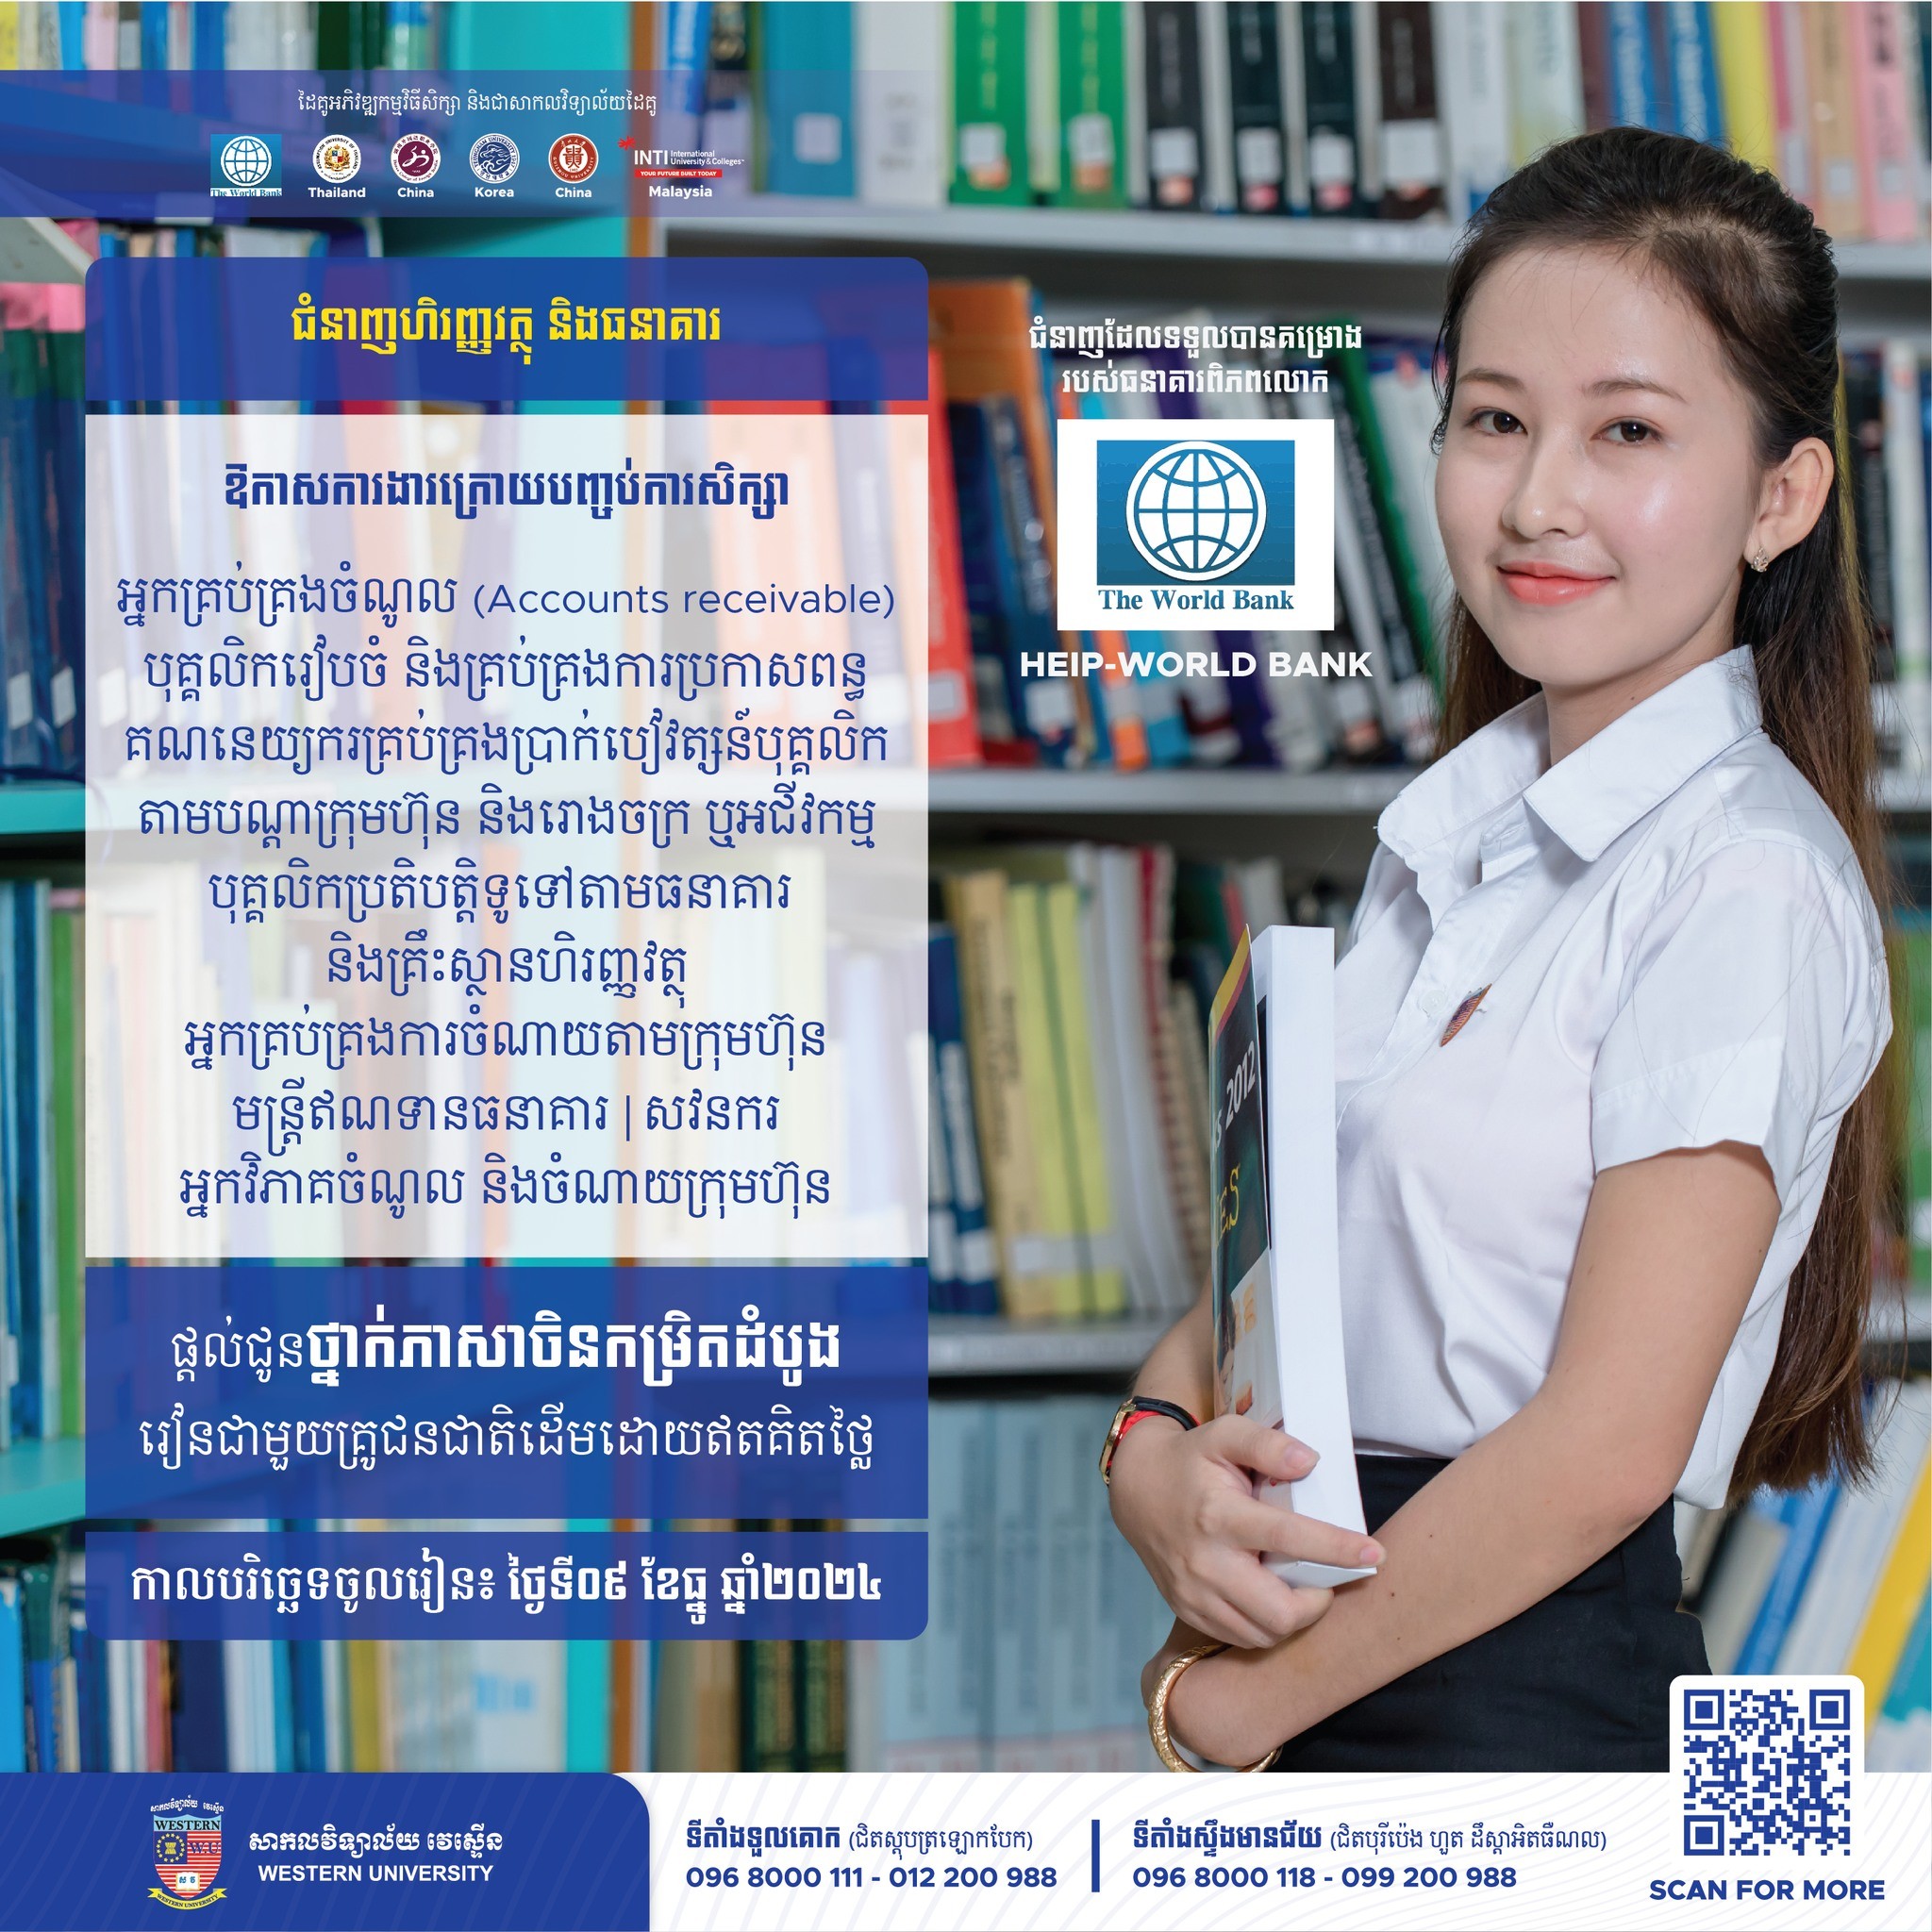 ដៃគូអភិវឌ្ឍកម្មវិធីសិក្សា និងជាសាកលវិទ្យាល័យដៃគូ
The World Bank
Thailand
China
Korea
China
INTI International University & Colleges
YOUR FUTURE BUILT TODAY
Malaysia
ជំនាញហិរញ្ញវត្ថុ និងធនាគារ
ឱកាសការងារក្រោយបញ្ចប់ការសិក្សា
អ្នកគ្រប់គ្រងចំណូល (Accounts receivable)
បុគ្គលិករៀបចំ និងគ្រប់គ្រងការប្រកាសពន្ធ
គណនេយ្យករគ្រប់គ្រងប្រាក់បៀវត្សន៍បុគ្គលិក
តាមបណ្តាក្រុមហ៊ុន និងរោងចក្រ ឬអជីវកម្ម
បុគ្គលិកប្រតិបត្តិទូទៅតាមធនាគារ
និងគ្រឹះស្ថានហិរញ្ញវត្ថុ
អ្នកគ្រប់គ្រងការចំណាយតាមក្រុមហ៊ុន
មន្ត្រីឥណទានធនាគារ | សវនករ
អ្នកវិភាគចំណូល និងចំណាយក្រុមហ៊ុន
ផ្តល់ជូនថ្នាក់ភាសាចិនកម្រិតដំបូង
រៀនជាមួយគ្រូជនជាតិដើមដោយឥតគិតថ្លៃ
កាលបរិច្ឆេទចូលរៀន៖ ថ្ងៃទី០៩ ខែធ្នូ ឆ្នាំ២០២៤
ជំនាញដែលទទួលបានគម្រោង
របស់ធនាគារពិភពលោក
The World Bank
HEIP-WORLD BANK
2012
សាកលវិទ្យាល័យ វេស្ទើន
WESTERN
WESTERN UNIVERSITY
សាកលវិទ្យាល័យ វេស្ទើន
WESTERN UNIVERSITY
ទីតាំងទួលគោក (ជិតស្តុបត្រឡោកបែក)
096 8000 111 - 012 200 988
ទីតាំងស្ទឹងមានជ័យ (ជិតបុរីប៉េង ហួត ដឹស្តារអិតធឺណល)
096 8000 118 - 099 200 988
SCAN FOR MORE